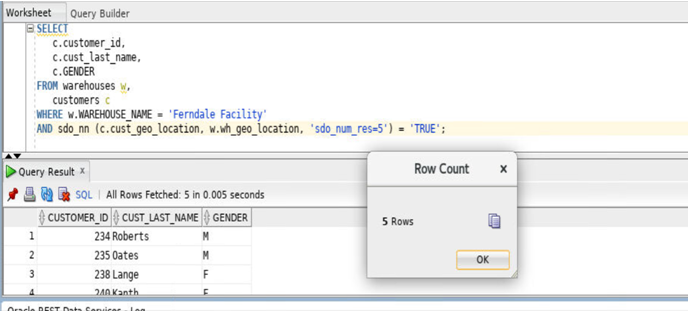 Worksheet Query Builder
SELECT
c.customer_id,
c.cust_last_name,
c.GENDER
FROM warehouses w,
customers c
WHERE w.WAREHOUSE_NAME = 'Ferndale Facility'
AND sdo_nn (c.cust_geo_location, w.wh_geo_location, 'sdo_num_res=5') = 'TRUE';
Query Result x
SQL | All Rows Fetched: 5 in 0.005 seconds
CUSTOMER_ID CUST_LAST_NAME GENDER
1 234 Roberts M
2 235 Oates M
3 238 Lange F
4 240 Kanth F
Row Count x
5 Rows
OK
Oracle REST Data Services - Log